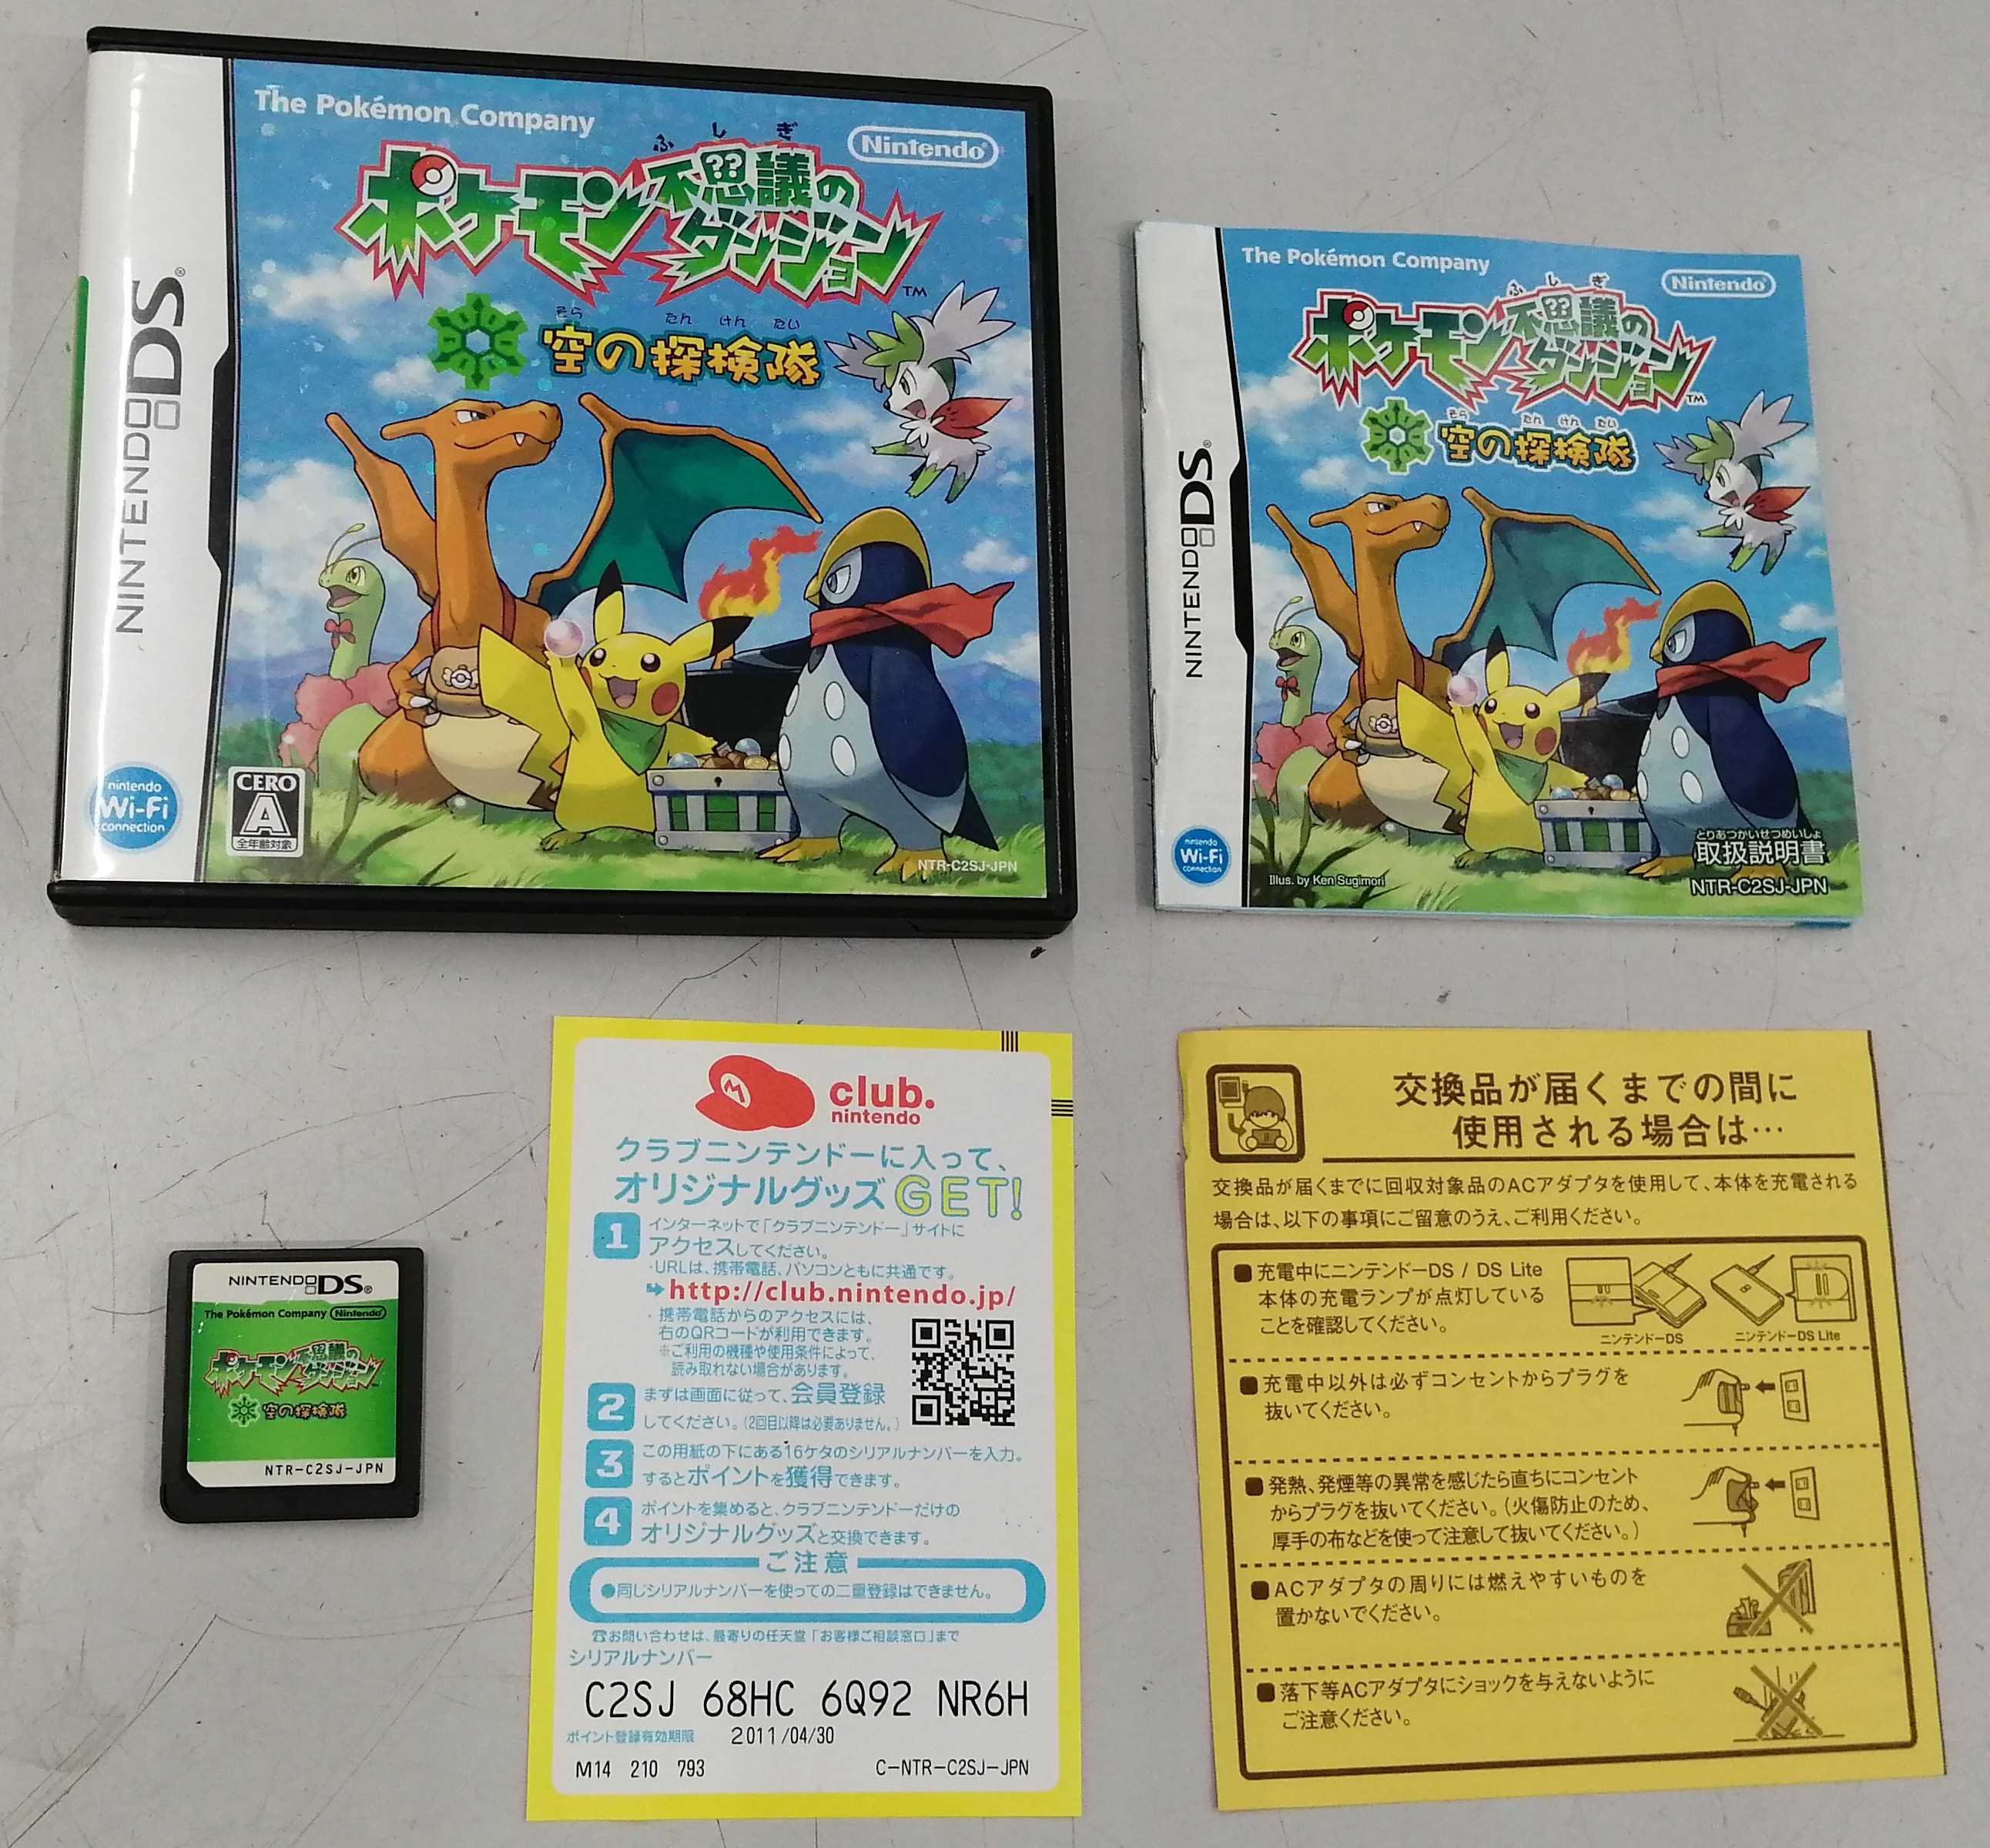 The Pokémon Company
Nintendo®
ふしぎ
ポケモン不思議の
ダンジョン™
そら たん けん たい
空の探検隊
NINTENDO DS®
nintendo
Wi-Fi
connection
CERO
A
全年齢対象
NTR-C2SJ-JPN
The Pokémon Company
Nintendo®
ふしぎ
ポケモン不思議の
ダンジョン™
そら たん けん たい
空の探検隊
NINTENDO DS®
nintendo
Wi-Fi
connection
Illus. by Ken Sugimori
とりあつかいせつめいしょ
取扱説明書
NTR-C2SJ-JPN
NINTENDO DS®
The Pokémon Company Nintendo
ポケモン不思議の
ダンジョン
空の探検隊
NTR-C2SJ-JPN
M
club.
nintendo
クラブニンテンドーに入って、
オリジナルグッズGET!
1 インターネットで「クラブニンテンドー」サイトに
アクセスしてください。
・URLは、携帯電話、パソコンともに共通です。
http://club.nintendo.jp/
・携帯電話からのアクセスには、
右のQRコードが利用できます。
※ご利用の機種や使用条件によって、
読み取れない場合があります。
2 まずは画面に従って、会員登録
してください。(2回目以降は必要ありません。)
3 この用紙の下にある16ケタのシリアルナンバーを入力。
するとポイントを獲得できます。
4 ポイントを集めると、クラブニンテンドーだけの
オリジナルグッズと交換できます。
ご注意
●同じシリアルナンバーを使っての二重登録はできません。
☎お問い合わせは、最寄りの任天堂「お客様ご相談窓口」まで
シリアルナンバー
C2SJ 68HC 6Q92 NR6H
ポイント登録有効期限 2011/04/30
M14 210 793 C-NTR-C2SJ-JPN
交換品が届くまでの間に
使用される場合は…
交換品が届くまでに回収対象品のACアダプタを使用して、本体を充電される
場合は、以下の事項にご留意のうえ、ご利用ください。
■充電中にニンテンドーDS / DS Lite
本体の充電ランプが点灯している
ことを確認してください。
ニンテンドーDS ニンテンドーDS Lite
■充電中以外は必ずコンセントからプラグを
抜いてください。
■発熱、発煙等の異常を感じたら直ちにコンセント
からプラグを抜いてください。(火傷防止のため、
厚手の布などを使って注意して抜いてください。)
■ACアダプタの周りには燃えやすいものを
置かないでください。
■落下等ACアダプタにショックを与えないように
ご注意ください。